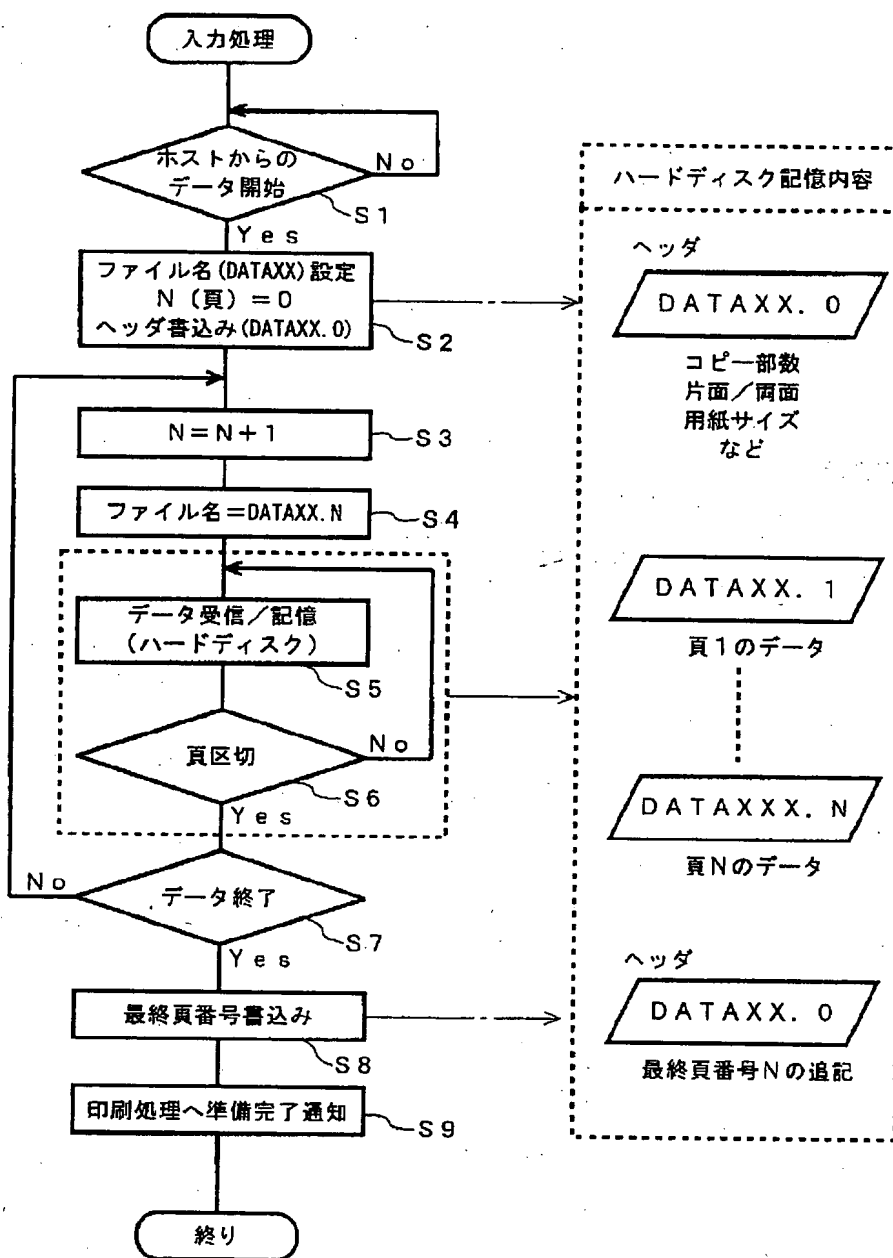 入力処理
ホストからの
データ開始
No
S1
Yes
ファイル名(DATAXX)設定
N(頁)=0
ヘッダ書込み(DATAXX.0)
S2
N=N+1
S3
ファイル名=DATAXX.N
S4
データ受信/記憶
(ハードディスク)
S5
頁区切
No
S6
Yes
データ終了
No
S7
Yes
最終頁番号書込み
S8
印刷処理へ準備完了通知
S9
終り
ハードディスク記憶内容
ヘッダ
DATAXX.0
コピー部数
片面/両面
用紙サイズ
など
DATAXX.1
頁1のデータ
DATAXXX.N
頁Nのデータ
ヘッダ
DATAXX.0
最終頁番号Nの追記